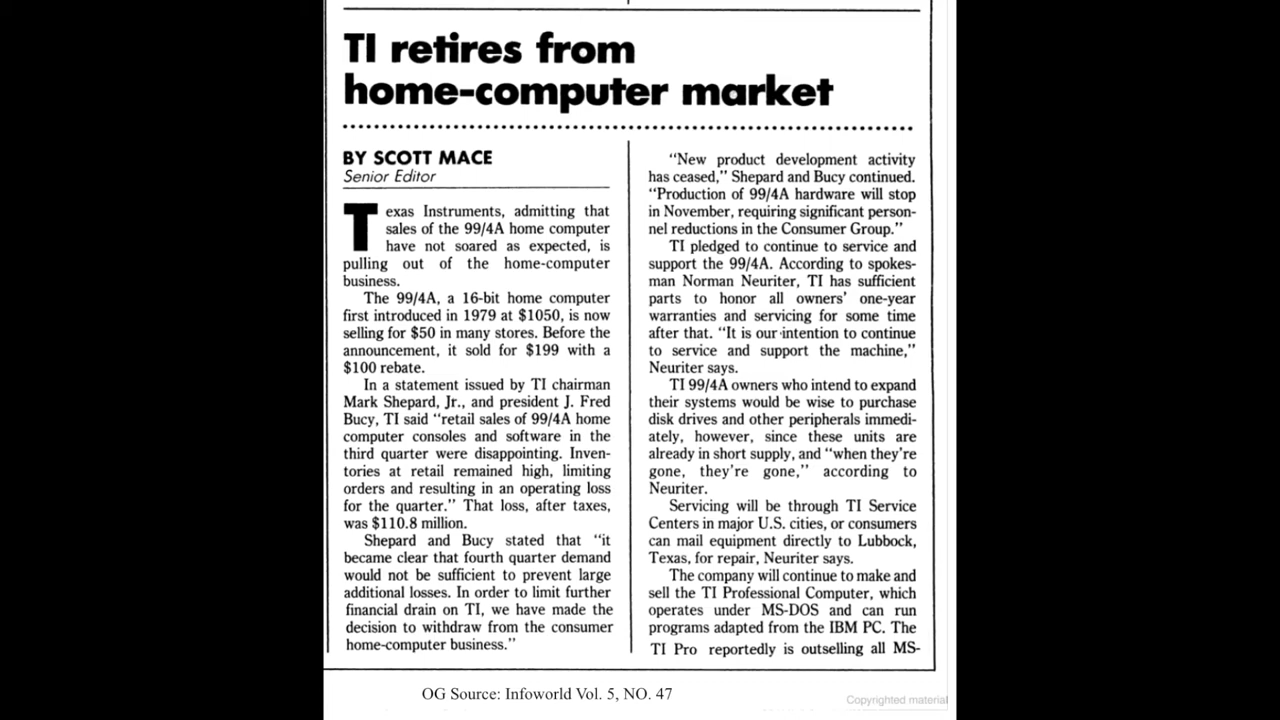 TI retires from
home-computer market
BY SCOTT MACE
Senior Editor
Texas Instruments, admitting that
sales of the 99/4A home computer
have not soared as expected, is
pulling out of the home-computer
business.
The 99/4A, a 16-bit home computer
first introduced in 1979 at $1050, is now
selling for $50 in many stores. Before the
announcement, it sold for $199 with a
$100 rebate.
In a statement issued by TI chairman
Mark Shepard, Jr., and president J. Fred
Bucy, TI said “retail sales of 99/4A home
computer consoles and software in the
third quarter were disappointing. Inven-
tories at retail remained high, limiting
orders and resulting in an operating loss
for the quarter.” That loss, after taxes,
was $110.8 million.
Shepard and Bucy stated that “it
became clear that fourth quarter demand
would not be sufficient to prevent large
additional losses. In order to limit further
financial drain on TI, we have made the
decision to withdraw from the consumer
home-computer business.”
“New product development activity
has ceased,” Shepard and Bucy continued.
“Production of 99/4A hardware will stop
in November, requiring significant person-
nel reductions in the Consumer Group.”
TI pledged to continue to service and
support the 99/4A. According to spokes-
man Norman Neuriter, TI has sufficient
parts to honor all owners’ one-year
warranties and servicing for some time
after that. “It is our intention to continue
to service and support the machine,”
Neuriter says.
TI 99/4A owners who intend to expand
their systems would be wise to purchase
disk drives and other peripherals immedi-
ately, however, since these units are
already in short supply, and “when they’re
gone, they’re gone,” according to
Neuriter.
Servicing will be through TI Service
Centers in major U.S. cities, or consumers
can mail equipment directly to Lubbock,
Texas, for repair, Neuriter says.
The company will continue to make and
sell the TI Professional Computer, which
operates under MS-DOS and can run
programs adapted from the IBM PC. The
TI Pro reportedly is outselling all MS-
OG Source: Infoworld Vol. 5, NO. 47
Copyrighted material